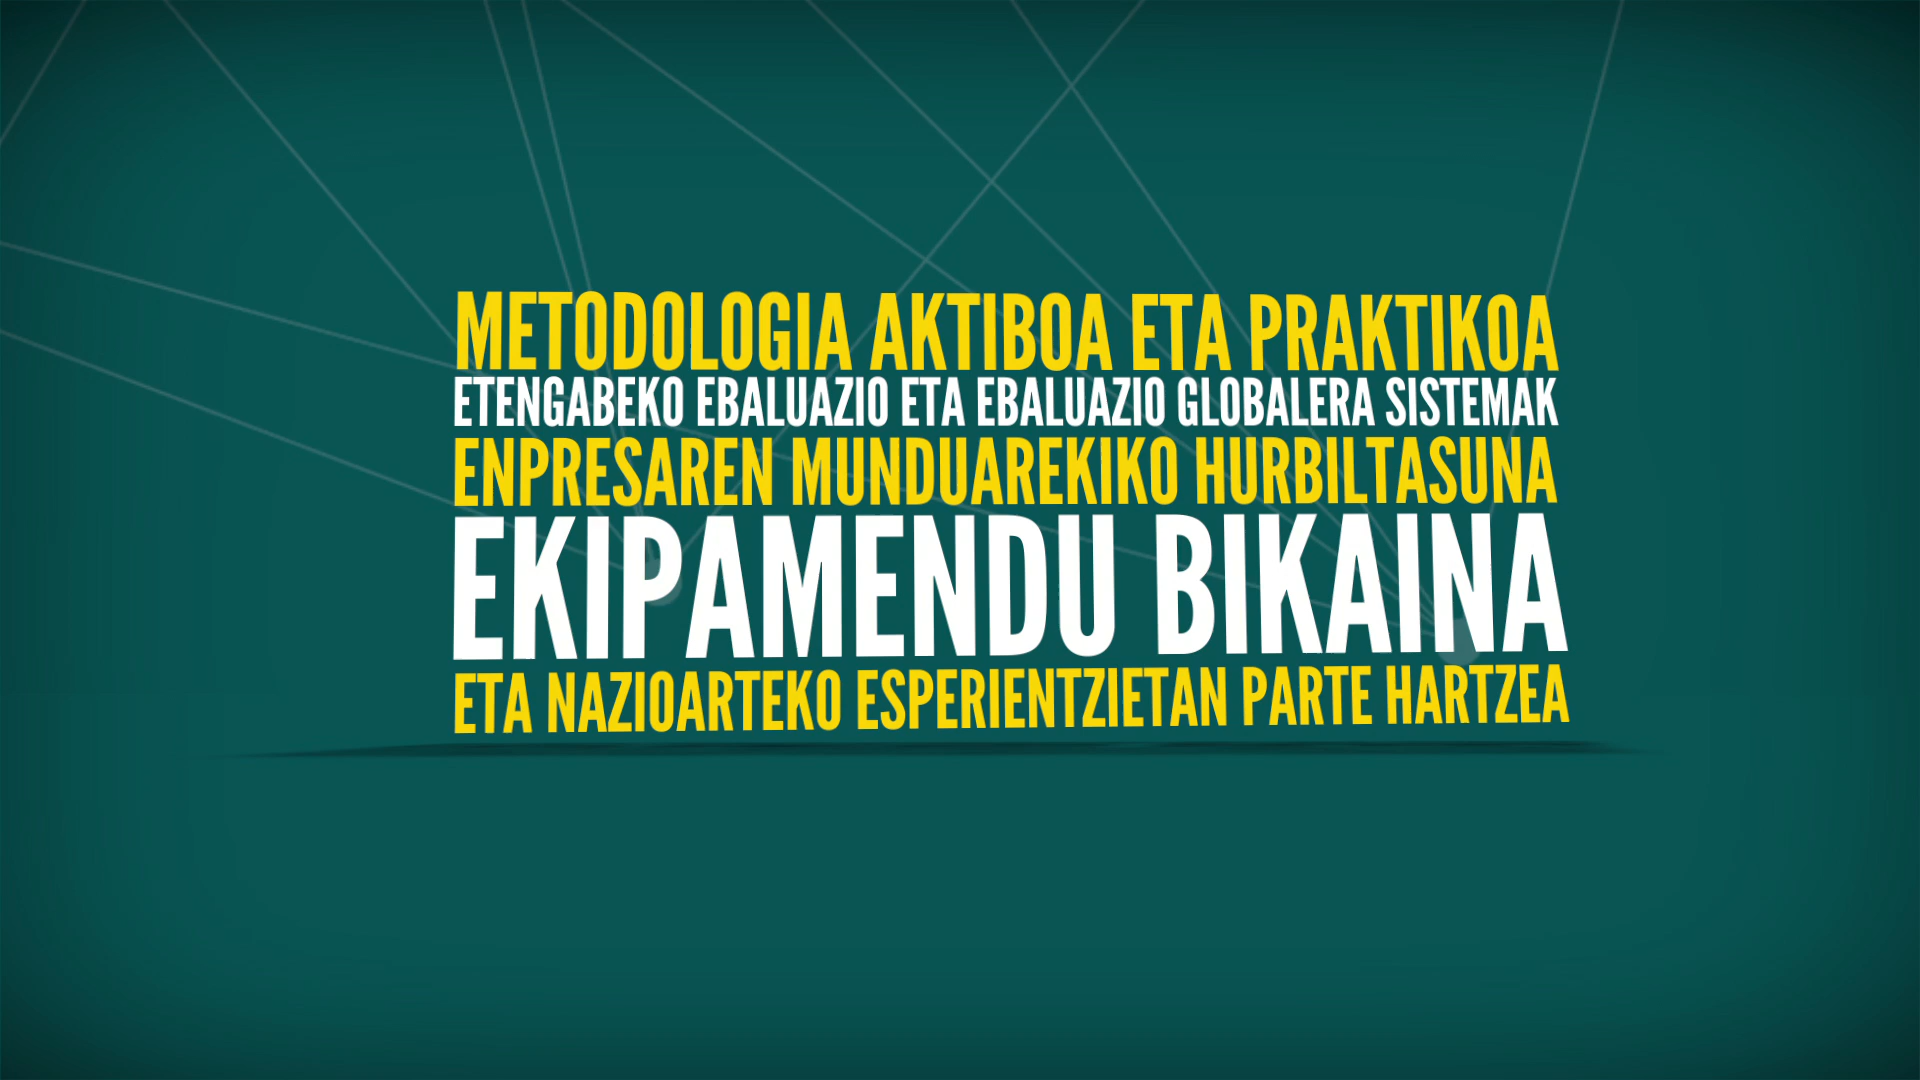 METODOLOGIA AKTIBOA ETA PRAKTIKOA
ETENGABEKO EBALUAZIO ETA EBALUAZIO GLOBALERA SISTEMAK
ENPRESAREN MUNDUAREKIKO HURBILTASUNA
EKIPAMENDU BIKAINA
ETA NAZIOARTEKO ESPERIENTZIETAN PARTE HARTZEA